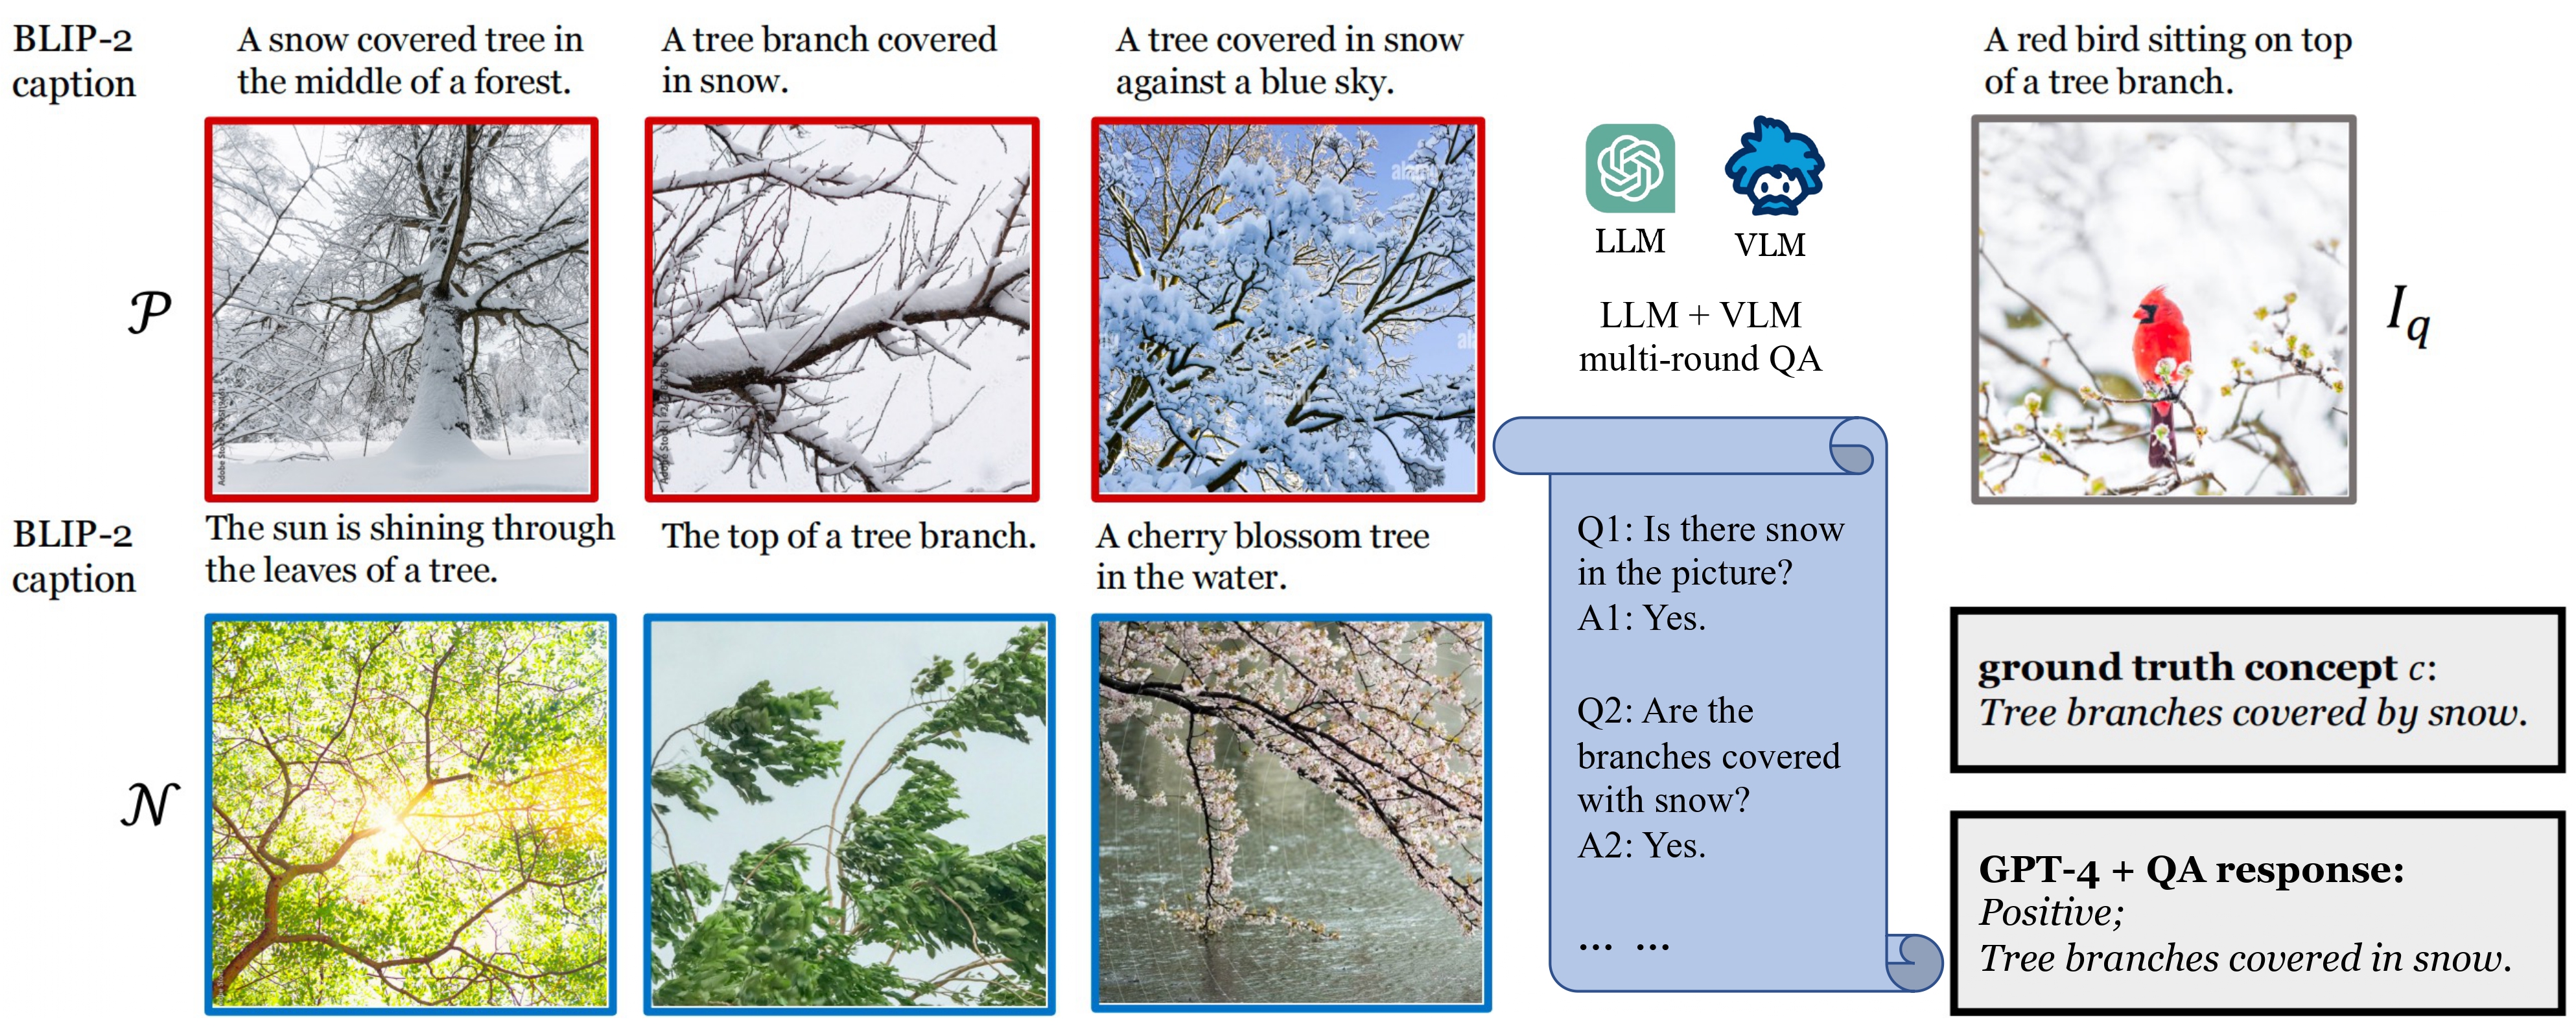 BLIP-2
caption
A snow covered tree in
the middle of a forest.
A tree branch covered
in snow.
A tree covered in snow
against a blue sky.
A red bird sitting on top
of a tree branch.
𝒫
LLM
VLM
LLM + VLM
multi-round QA
I_q
BLIP-2
caption
The sun is shining through
the leaves of a tree.
The top of a tree branch.
A cherry blossom tree
in the water.
𝒩
Q1: Is there snow
in the picture?
A1: Yes.
Q2: Are the
branches covered
with snow?
A2: Yes.
... ...
ground truth concept c:
Tree branches covered by snow.
GPT-4 + QA response:
Positive;
Tree branches covered in snow.